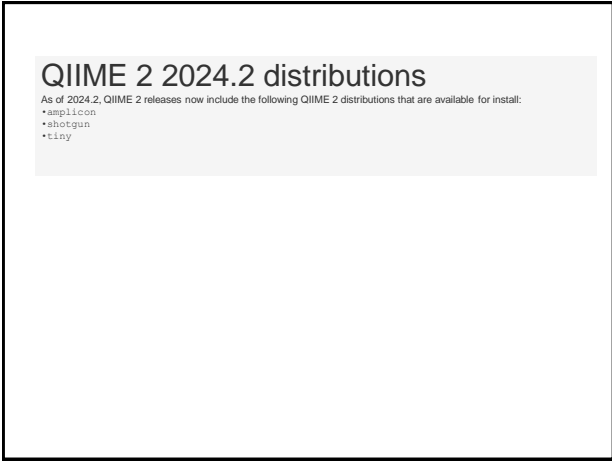 QIIME 2 2024.2 distributions
As of 2024.2, QIIME 2 releases now include the following QIIME 2 distributions that are available for install:
•amplicon
•shotgun
•tiny